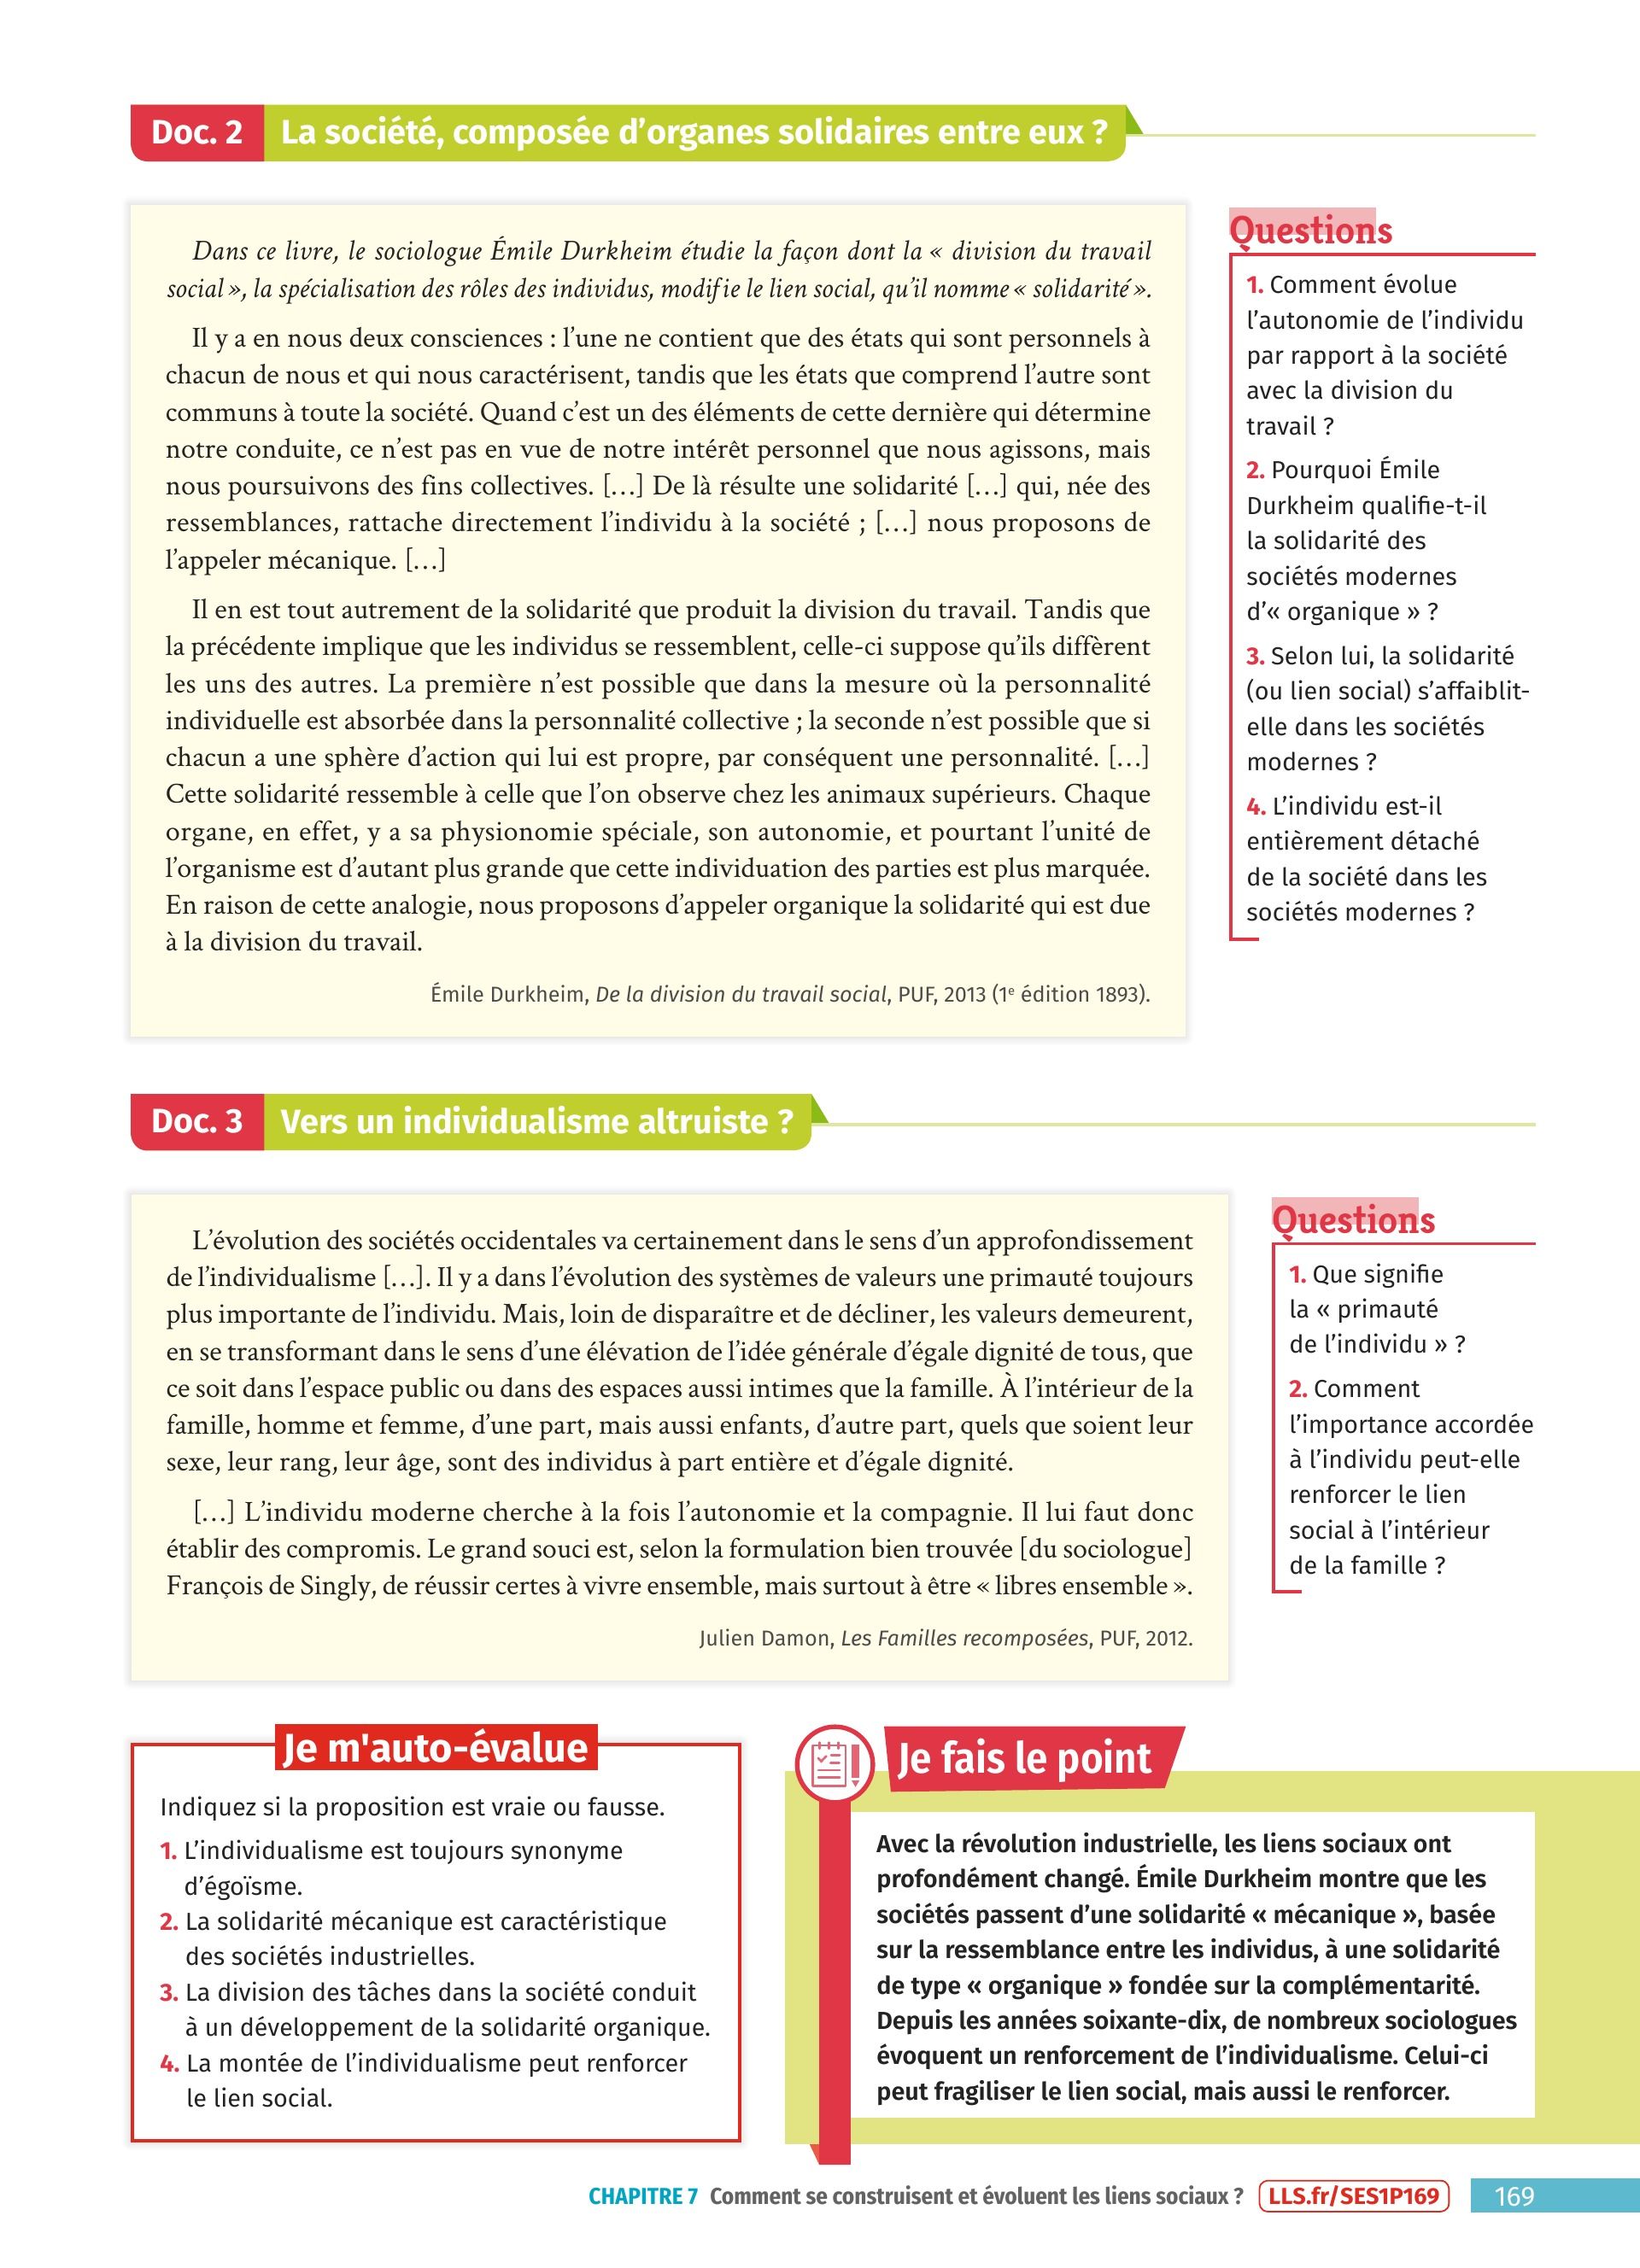 Doc. 2 La société, composée d’organes solidaires entre eux ?
Dans ce livre, le sociologue Émile Durkheim étudie la façon dont la « division du travail
social », la spécialisation des rôles des individus, modifie le lien social, qu’il nomme « solidarité ».
Il y a en nous deux consciences : l’une ne contient que des états qui sont personnels à
chacun de nous et qui nous caractérisent, tandis que les états que comprend l’autre sont
communs à toute la société. Quand c’est un des éléments de cette dernière qui détermine
notre conduite, ce n’est pas en vue de notre intérêt personnel que nous agissons, mais
nous poursuivons des fins collectives. […] De là résulte une solidarité […] qui, née des
ressemblances, rattache directement l’individu à la société ; […] nous proposons de
l’appeler mécanique. […]
Il en est tout autrement de la solidarité que produit la division du travail. Tandis que
la précédente implique que les individus se ressemblent, celle-ci suppose qu’ils diffèrent
les uns des autres. La première n’est possible que dans la mesure où la personnalité
individuelle est absorbée dans la personnalité collective ; la seconde n’est possible que si
chacun a une sphère d’action qui lui est propre, par conséquent une personnalité. […]
Cette solidarité ressemble à celle que l’on observe chez les animaux supérieurs. Chaque
organe, en effet, y a sa physionomie spéciale, son autonomie, et pourtant l’unité de
l’organisme est d’autant plus grande que cette individuation des parties est plus marquée.
En raison de cette analogie, nous proposons d’appeler organique la solidarité qui est due
à la division du travail.
Émile Durkheim, De la division du travail social, PUF, 2013 (1e édition 1893).
Questions
1. Comment évolue
l’autonomie de l’individu
par rapport à la société
avec la division du
travail ?
2. Pourquoi Émile
Durkheim qualifie-t-il
la solidarité des
sociétés modernes
d’« organique » ?
3. Selon lui, la solidarité
(ou lien social) s’affaiblit-
elle dans les sociétés
modernes ?
4. L’individu est-il
entièrement détaché
de la société dans les
sociétés modernes ?
Doc. 3 Vers un individualisme altruiste ?
L’évolution des sociétés occidentales va certainement dans le sens d’un approfondissement
de l’individualisme […]. Il y a dans l’évolution des systèmes de valeurs une primauté toujours
plus importante de l’individu. Mais, loin de disparaître et de décliner, les valeurs demeurent,
en se transformant dans le sens d’une élévation de l’idée générale d’égale dignité de tous, que
ce soit dans l’espace public ou dans des espaces aussi intimes que la famille. À l’intérieur de la
famille, homme et femme, d’une part, mais aussi enfants, d’autre part, quels que soient leur
sexe, leur rang, leur âge, sont des individus à part entière et d’égale dignité.
[…] L’individu moderne cherche à la fois l’autonomie et la compagnie. Il lui faut donc
établir des compromis. Le grand souci est, selon la formulation bien trouvée [du sociologue]
François de Singly, de réussir certes à vivre ensemble, mais surtout à être « libres ensemble ».
Julien Damon, Les Familles recomposées, PUF, 2012.
Questions
1. Que signifie
la « primauté
de l’individu » ?
2. Comment
l’importance accordée
à l’individu peut-elle
renforcer le lien
social à l’intérieur
de la famille ?
Je m'auto-évalue
Indiquez si la proposition est vraie ou fausse.
1. L’individualisme est toujours synonyme
d’égoïsme.
2. La solidarité mécanique est caractéristique
des sociétés industrielles.
3. La division des tâches dans la société conduit
à un développement de la solidarité organique.
4. La montée de l’individualisme peut renforcer
le lien social.
Je fais le point
Avec la révolution industrielle, les liens sociaux ont
profondément changé. Émile Durkheim montre que les
sociétés passent d’une solidarité « mécanique », basée
sur la ressemblance entre les individus, à une solidarité
de type « organique » fondée sur la complémentarité.
Depuis les années soixante-dix, de nombreux sociologues
évoquent un renforcement de l’individualisme. Celui-ci
peut fragiliser le lien social, mais aussi le renforcer.
CHAPITRE 7 Comment se construisent et évoluent les liens sociaux ? LLS.fr/SES1P169 169